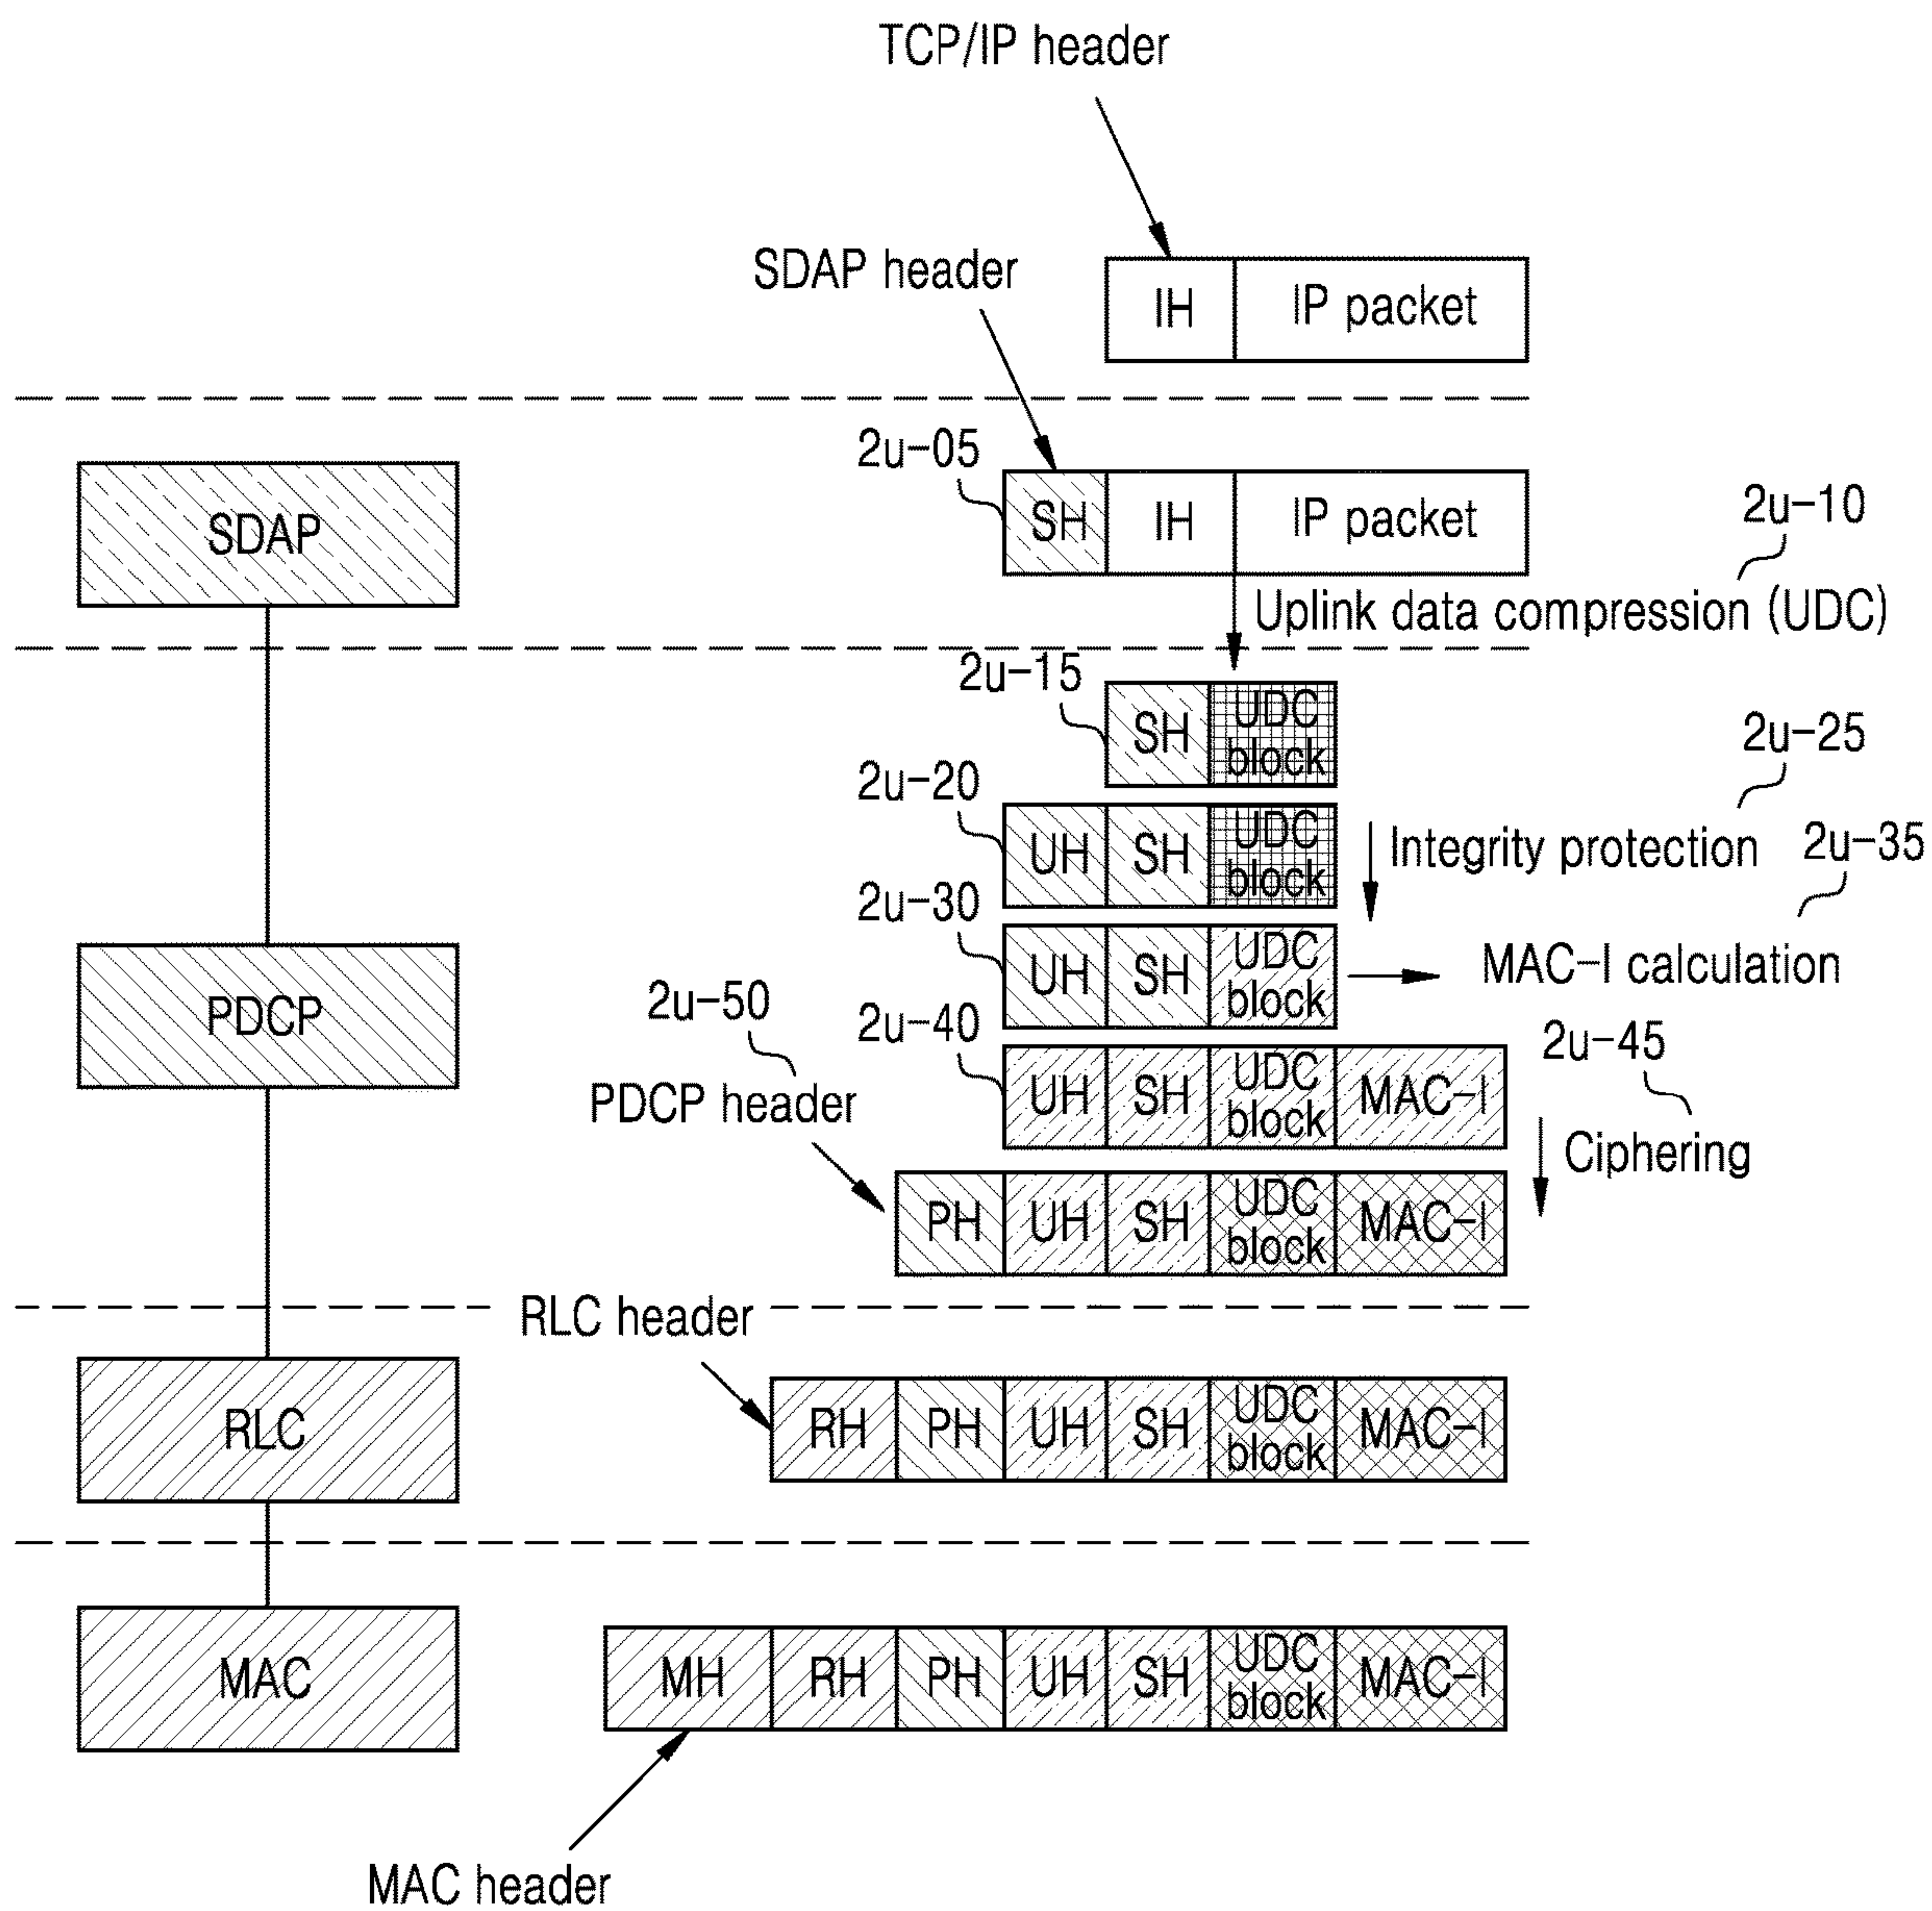 TCP/IP header
SDAP header
IH IP packet
2u-05
SDAP
SH IH IP packet
2u-10
Uplink data compression (UDC)
2u-15
SH UDC block
2u-20
UH SH UDC block
2u-25
Integrity protection
2u-30
UH SH UDC block
2u-35
MAC-I calculation
PDCP
2u-40
UH SH UDC block MAC-I
2u-45
Ciphering
2u-50
PDCP header
PH UH SH UDC block MAC-I
RLC header
RLC
RH PH UH SH UDC block MAC-I
MAC
MH RH PH UH SH UDC block MAC-I
MAC header